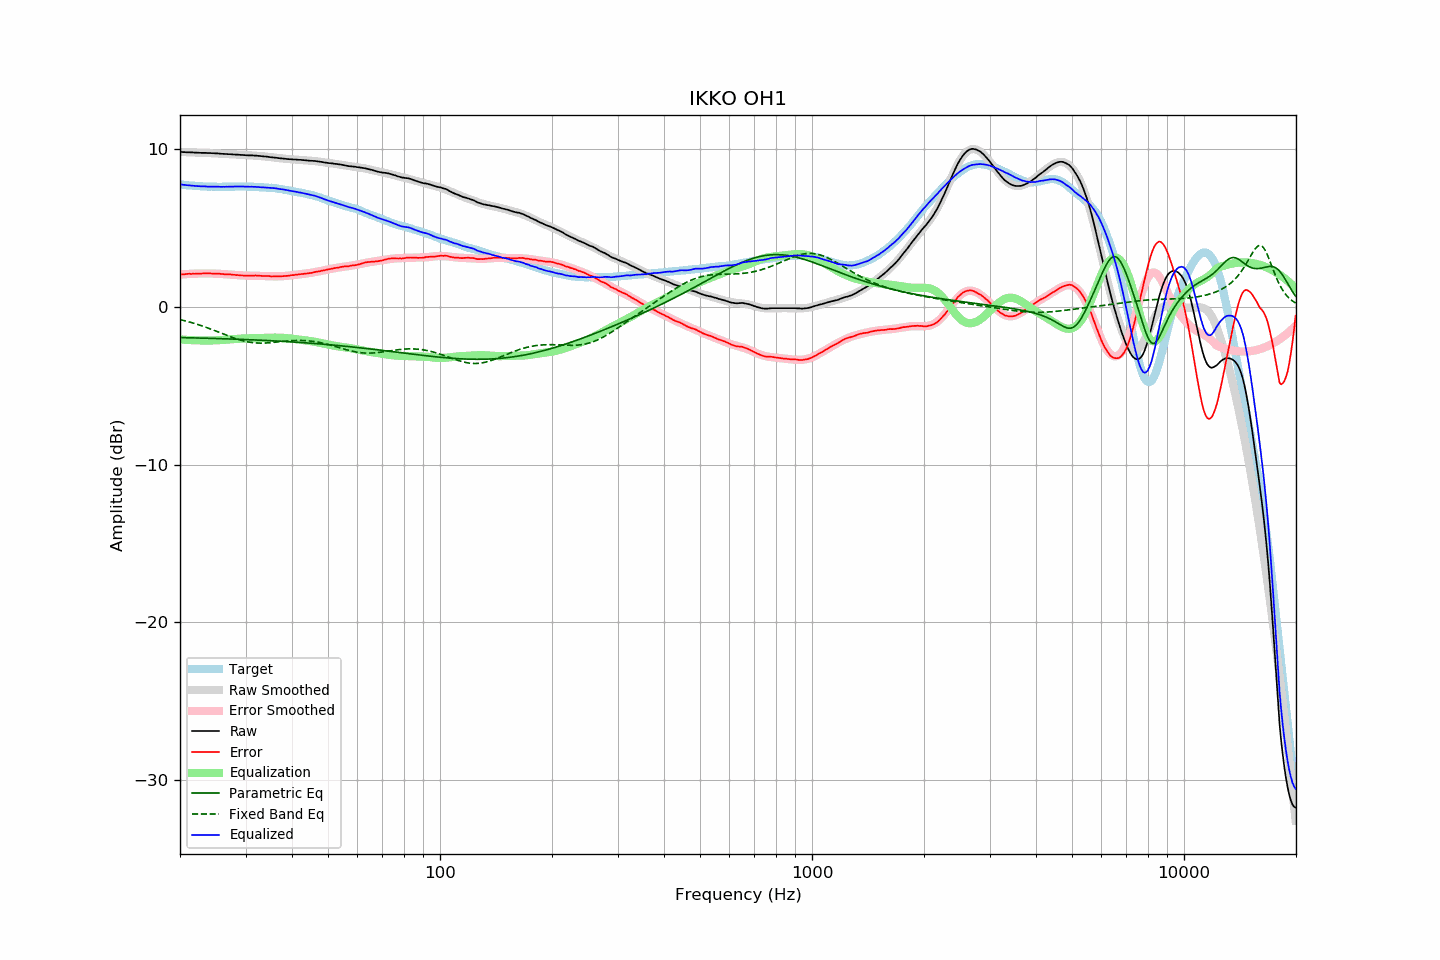 IKKO OH1
10
0
−10
−20
−30
Amplitude (dBr)
Target
Raw Smoothed
Error Smoothed
Raw
Error
Equalization
Parametric Eq
Fixed Band Eq
Equalized
100
1000
10000
Frequency (Hz)